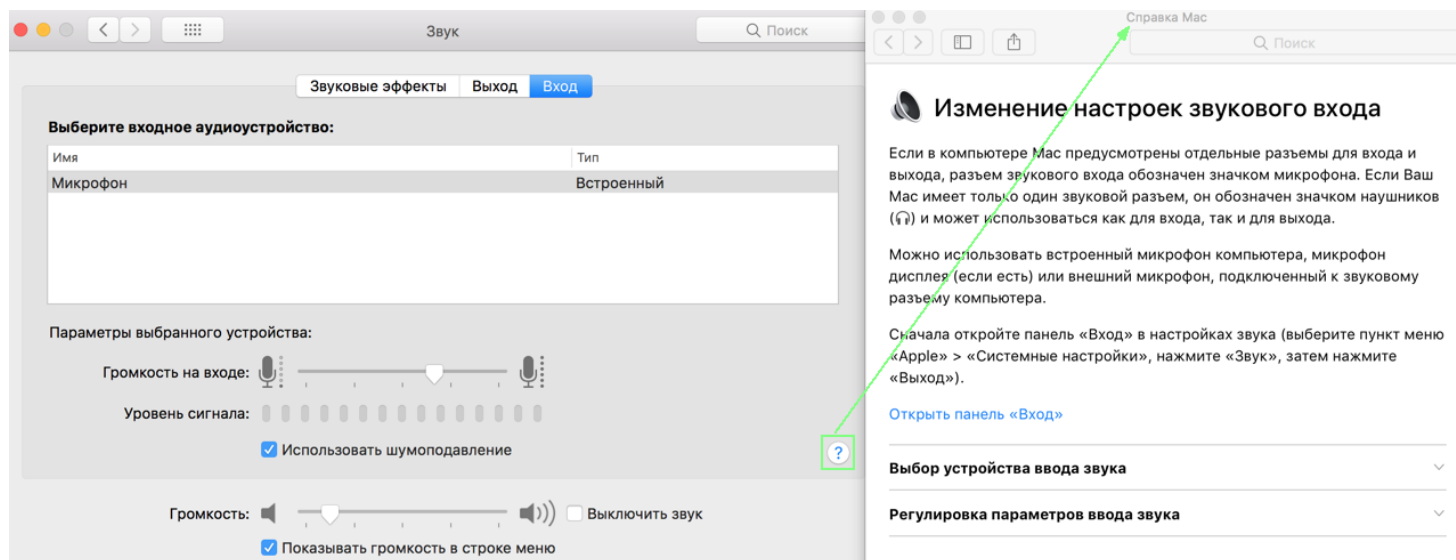 Звук
Поиск
Звуковые эффекты Выход Вход
Выберите входное аудиоустройство:
Имя Тип
Микрофон Встроенный
Параметры выбранного устройства:
Громкость на входе:
Уровень сигнала:
Использовать шумоподавление
?
Громкость: Выключить звук
Показывать громкость в строке меню
Справка Mac
Поиск
Изменение настроек звукового входа
Если в компьютере Mac предусмотрены отдельные разъемы для входа и
выхода, разъем звукового входа обозначен значком микрофона. Если Ваш
Mac имеет только один звуковой разъем, он обозначен значком наушников
(🎧) и может использоваться как для входа, так и для выхода.
Можно использовать встроенный микрофон компьютера, микрофон
дисплея (если есть) или внешний микрофон, подключенный к звуковому
разъему компьютера.
Сначала откройте панель «Вход» в настройках звука (выберите пункт меню
«Apple» > «Системные настройки», нажмите «Звук», затем нажмите
«Выход»).
Открыть панель «Вход»
Выбор устройства ввода звука
Регулировка параметров ввода звука